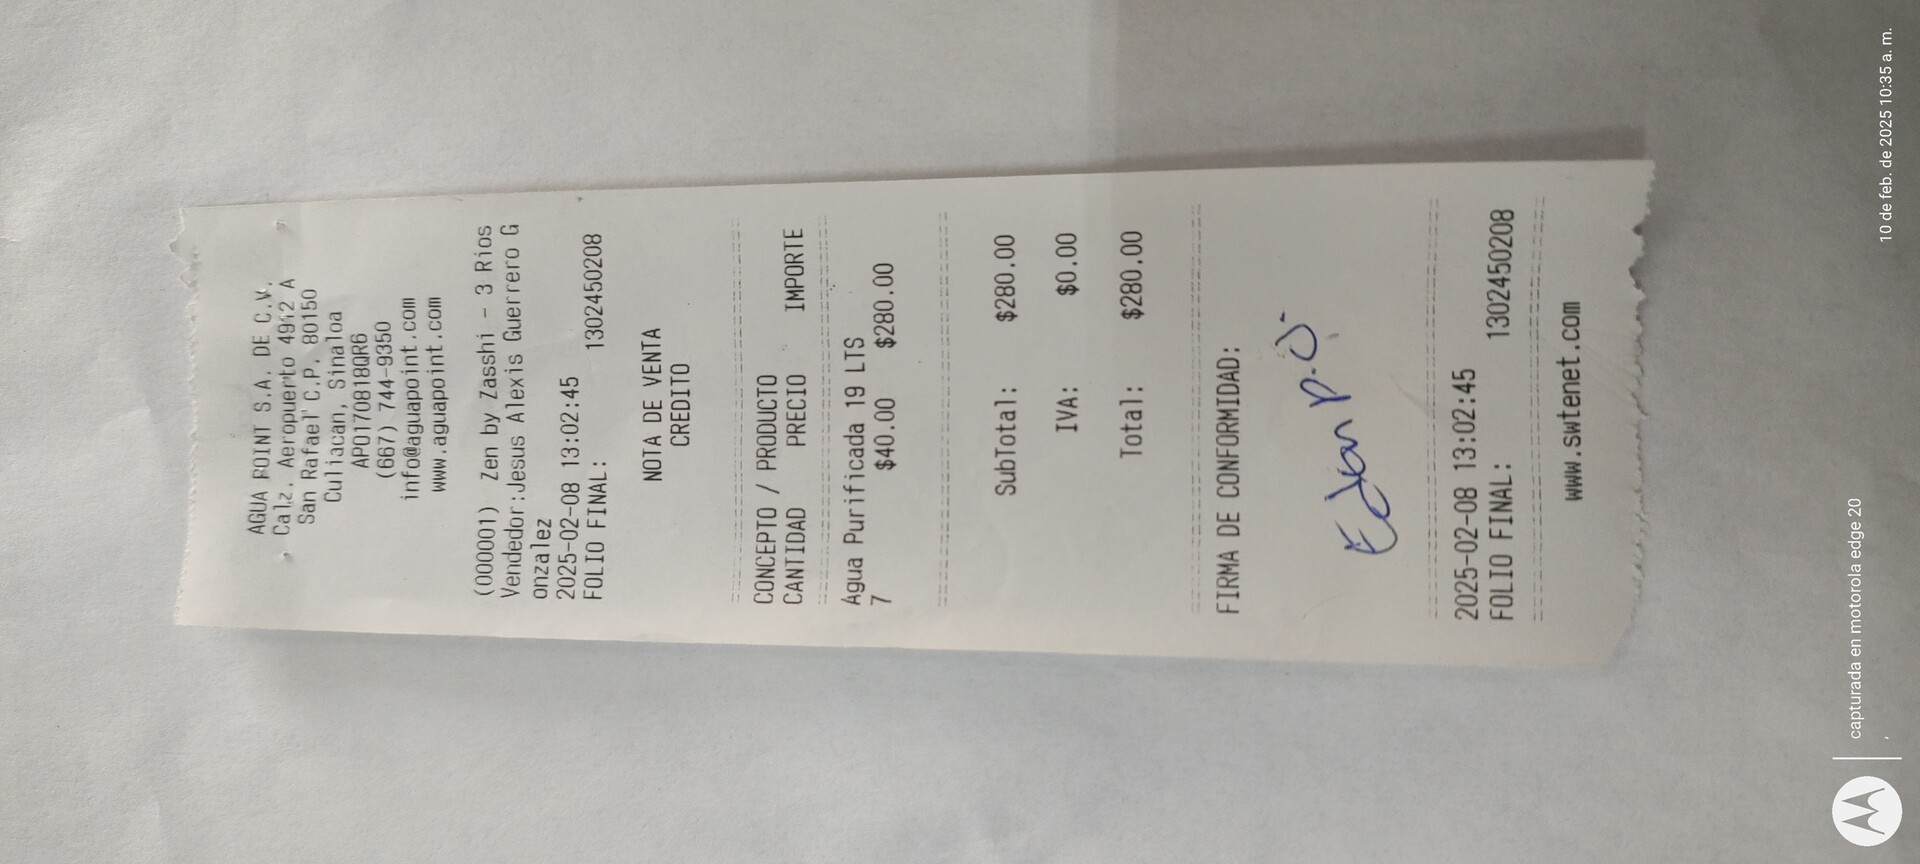 AGUA POINT S.A. DE C.V.
Calz. Aeropuerto 4912 A
San Rafael C.P. 80150
Culiacan, Sinaloa
APO170818QR6
(667) 744-9350
info@aguapoint.com
www.aguapoint.com
(000001) Zen by Zasshi - 3 Rios
Vendedor:Jesus Alexis Guerrero G
onzalez
2025-02-08 13:02:45
FOLIO FINAL: 1302450208
NOTA DE VENTA
CREDITO
CONCEPTO / PRODUCTO
CANTIDAD PRECIO IMPORTE
Agua Purificada 19 LTS
7 $40.00 $280.00
SubTotal: $280.00
IVA: $0.00
Total: $280.00
FIRMA DE CONFORMIDAD:
2025-02-08 13:02:45
FOLIO FINAL: 1302450208
www.swtenet.com
capturada en motorola edge 20
10 de feb. de 2025 10:35 a. m.